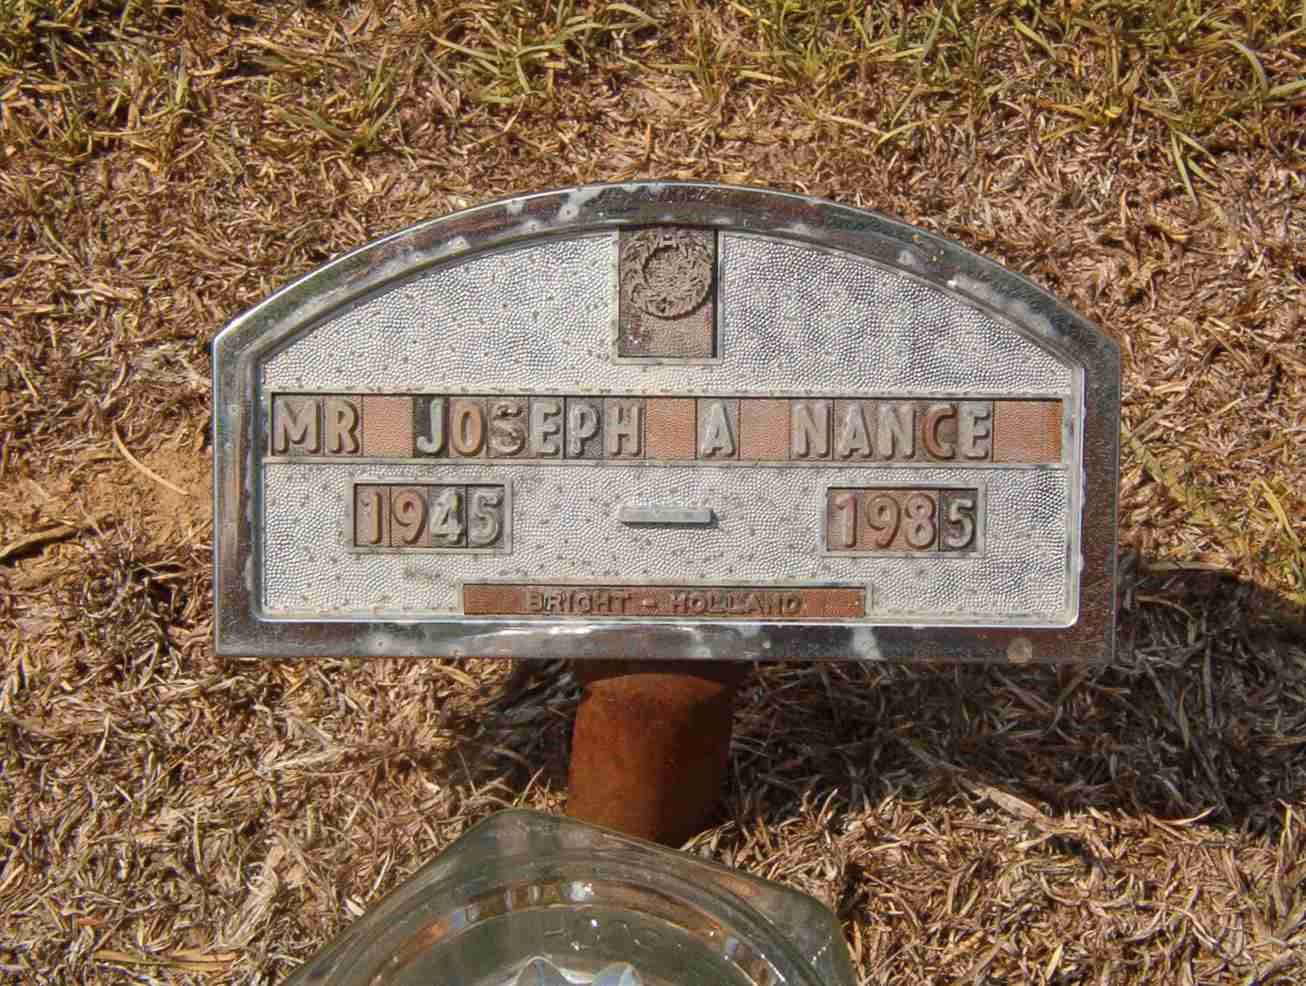 MR JOSEPH A NANCE
1945 — 1985
BRIGHT - HOLLAND